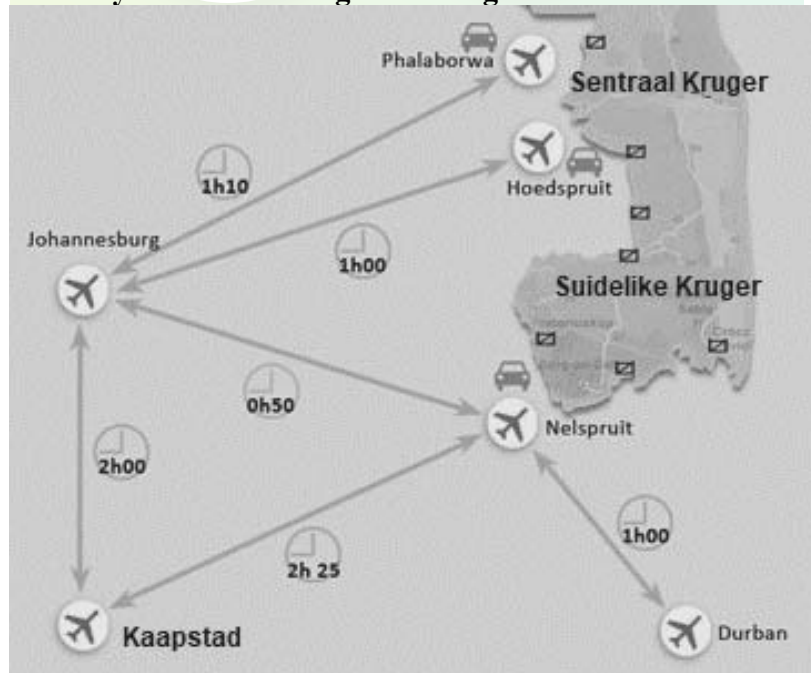 Phalaborwa
Sentraal Kruger
1h10
Hoedspruit
Johannesburg
1h00
Suidelike Kruger
0h50
Nelspruit
2h00
1h00
2h 25
Kaapstad
Durban